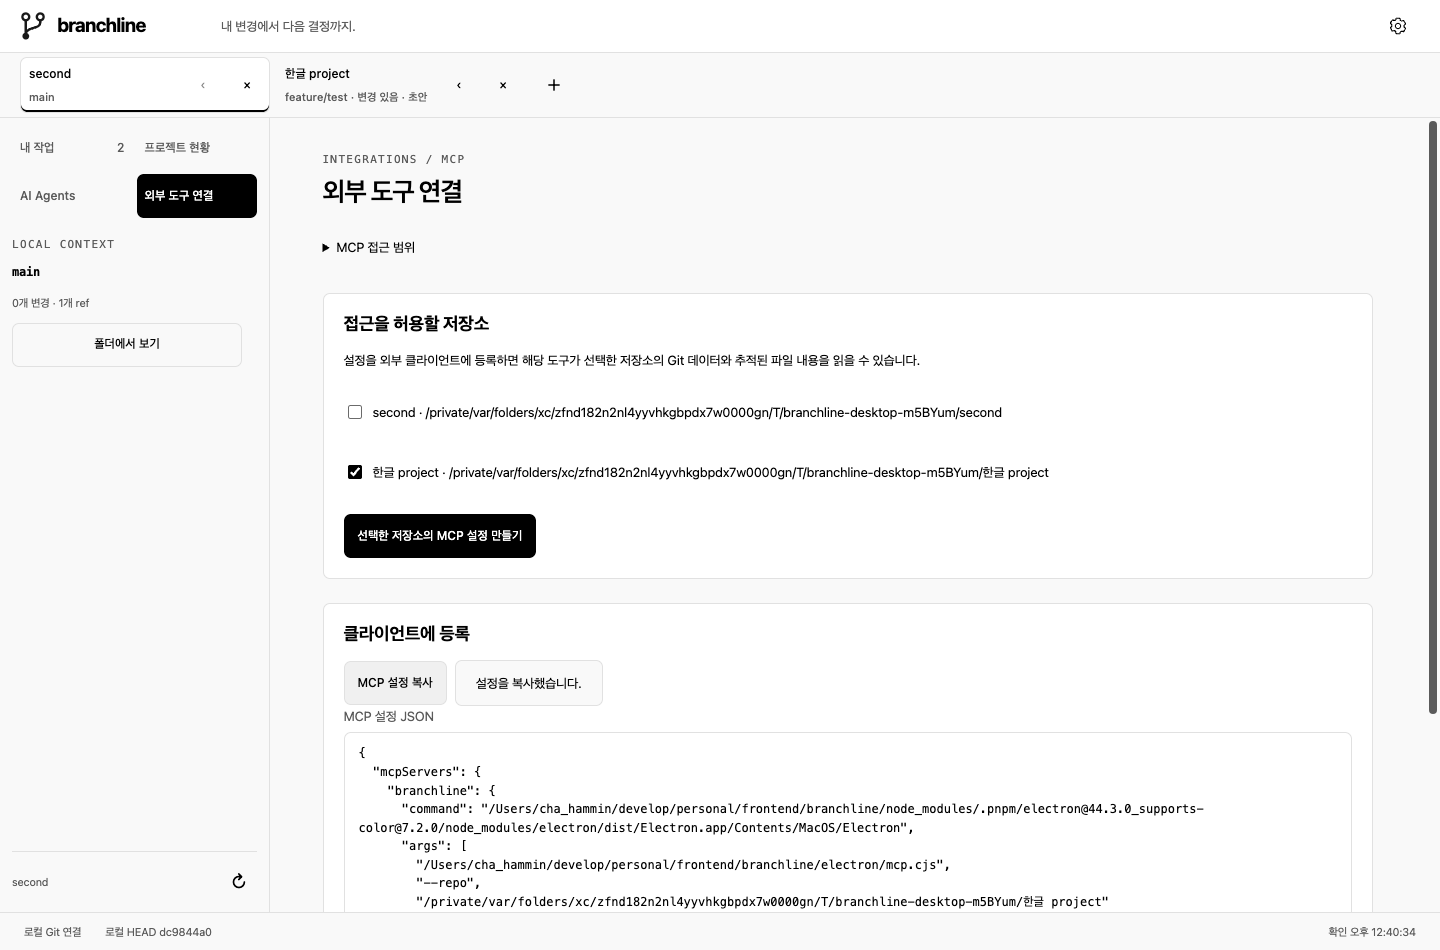 branchline
내 변경에서 다음 결정까지.
second
main
한글 project
feature/test · 변경 있음 · 초안
내 작업 2
프로젝트 현황
AI Agents
외부 도구 연결
LOCAL CONTEXT
main
0개 변경 · 1개 ref
폴더에서 보기
second
INTEGRATIONS / MCP
외부 도구 연결
MCP 접근 범위
접근을 허용할 저장소
설정을 외부 클라이언트에 등록하면 해당 도구가 선택한 저장소의 Git 데이터와 추적된 파일 내용을 읽을 수 있습니다.
second · /private/var/folders/xc/zfnd182n2nl4yyvhkgbpdx7w0000gn/T/branchline-desktop-m5BYum/second
한글 project · /private/var/folders/xc/zfnd182n2nl4yyvhkgbpdx7w0000gn/T/branchline-desktop-m5BYum/한글 project
선택한 저장소의 MCP 설정 만들기
클라이언트에 등록
MCP 설정 복사
설정을 복사했습니다.
MCP 설정 JSON
{
"mcpServers": {
"branchline": {
"command": "/Users/cha_hammin/develop/personal/frontend/branchline/node_modules/.pnpm/electron@44.3.0_supports-
color@7.2.0/node_modules/electron/dist/Electron.app/Contents/MacOS/Electron",
"args": [
"/Users/cha_hammin/develop/personal/frontend/branchline/electron/mcp.cjs",
"--repo",
"/private/var/folders/xc/zfnd182n2nl4yyvhkgbpdx7w0000gn/T/branchline-desktop-m5BYum/한글 project"
로컬 Git 연결
로컬 HEAD dc9844a0
확인 오후 12:40:34